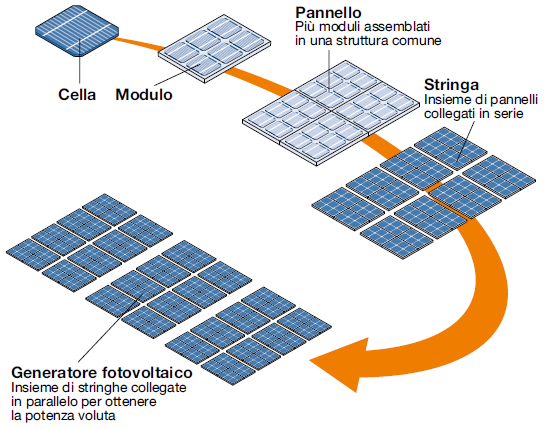 Pannello
Più moduli assemblati
in una struttura comune
Cella
Modulo
Stringa
Insieme di pannelli
collegati in serie
Generatore fotovoltaico
Insieme di stringhe collegate
in parallelo per ottenere
la potenza voluta